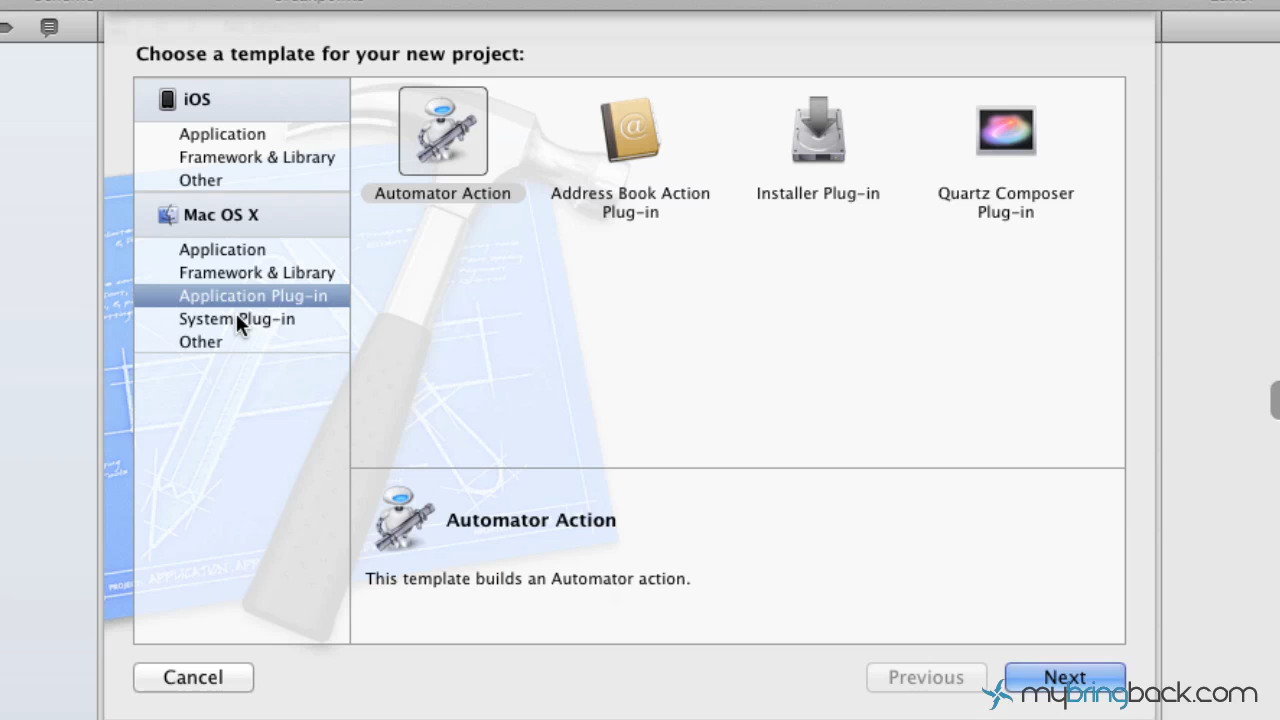 Choose a template for your new project:
iOS
Application
Framework & Library
Other
Mac OS X
Application
Framework & Library
Application Plug-in
System Plug-in
Other
Automator Action
Address Book Action
Plug-in
Installer Plug-in
Quartz Composer
Plug-in
Automator Action
This template builds an Automator action.
Cancel
Previous
Next
mybringback.com